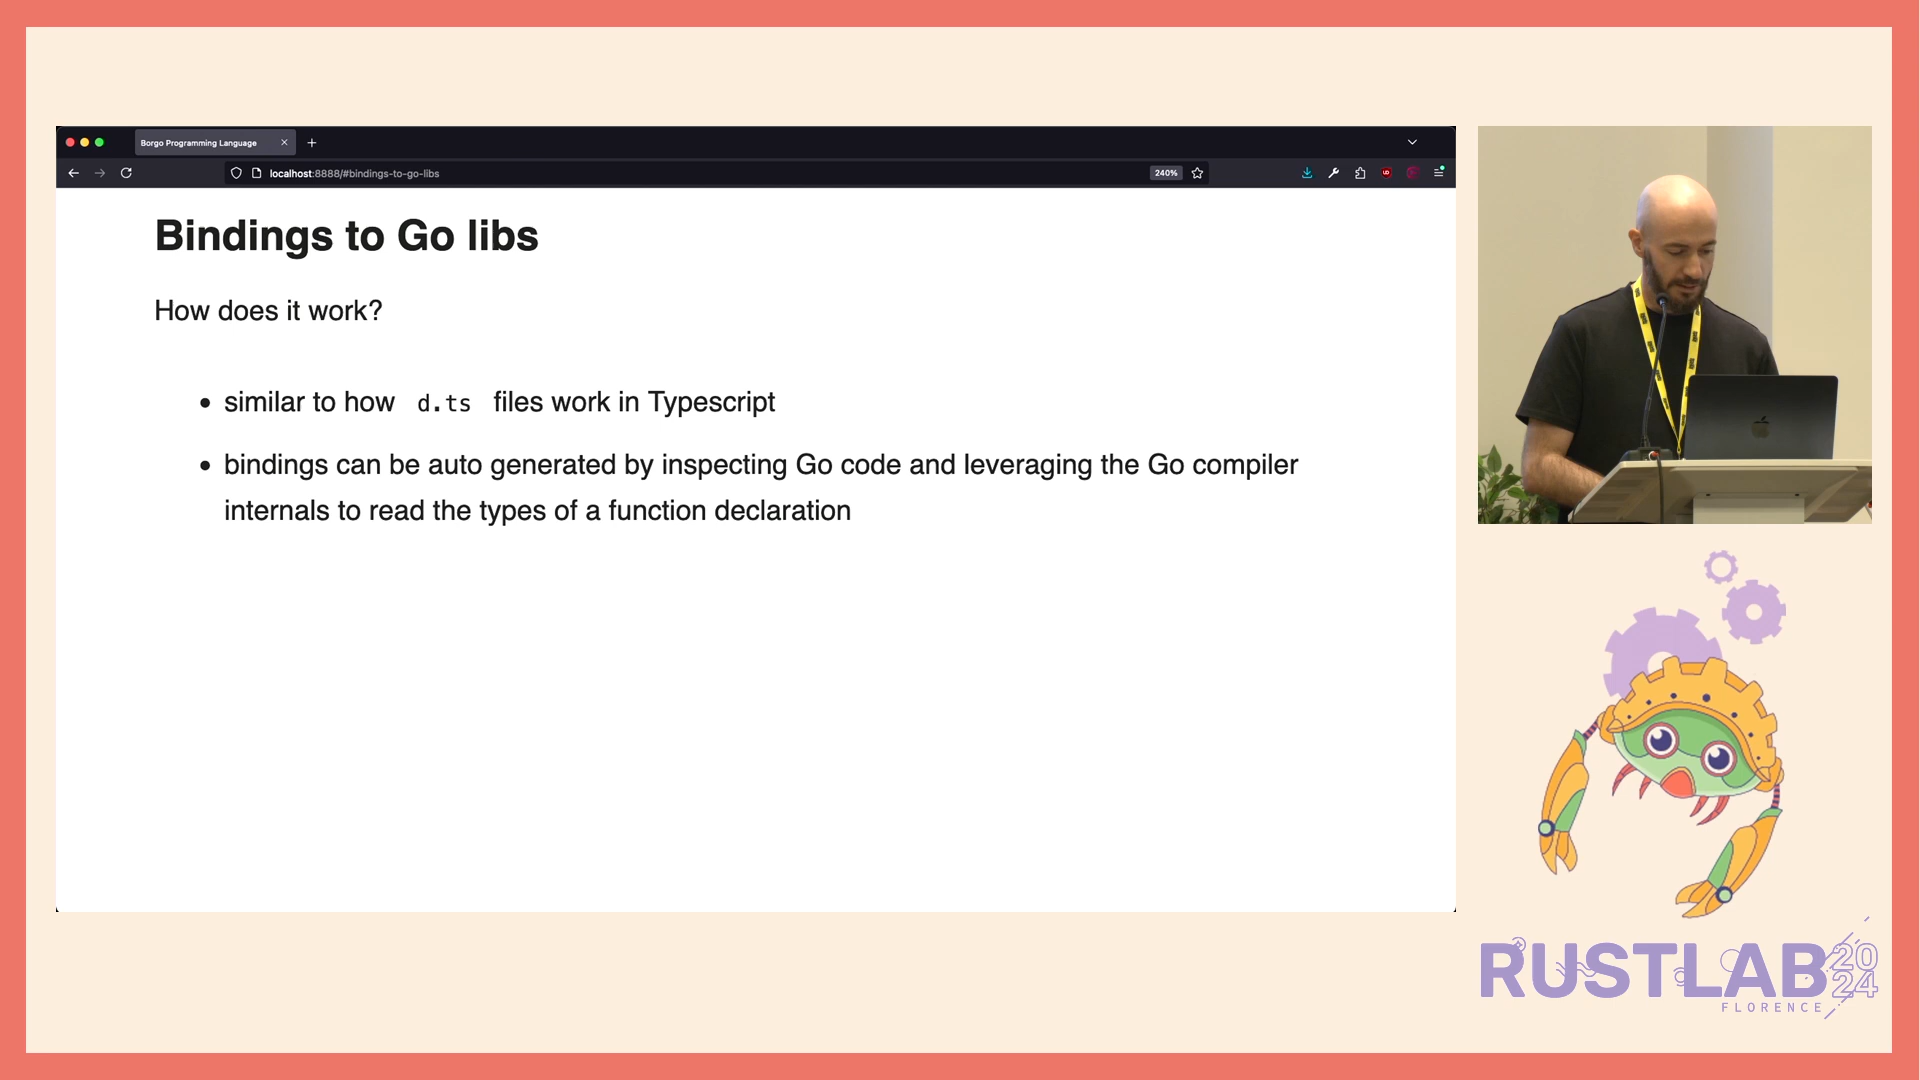 Borgo Programming Language
localhost:8888/#bindings-to-go-libs
240%
Bindings to Go libs
How does it work?
• similar to how d.ts files work in Typescript
• bindings can be auto generated by inspecting Go code and leveraging the Go compiler
internals to read the types of a function declaration
RUSTLAB 2024
FLORENCE